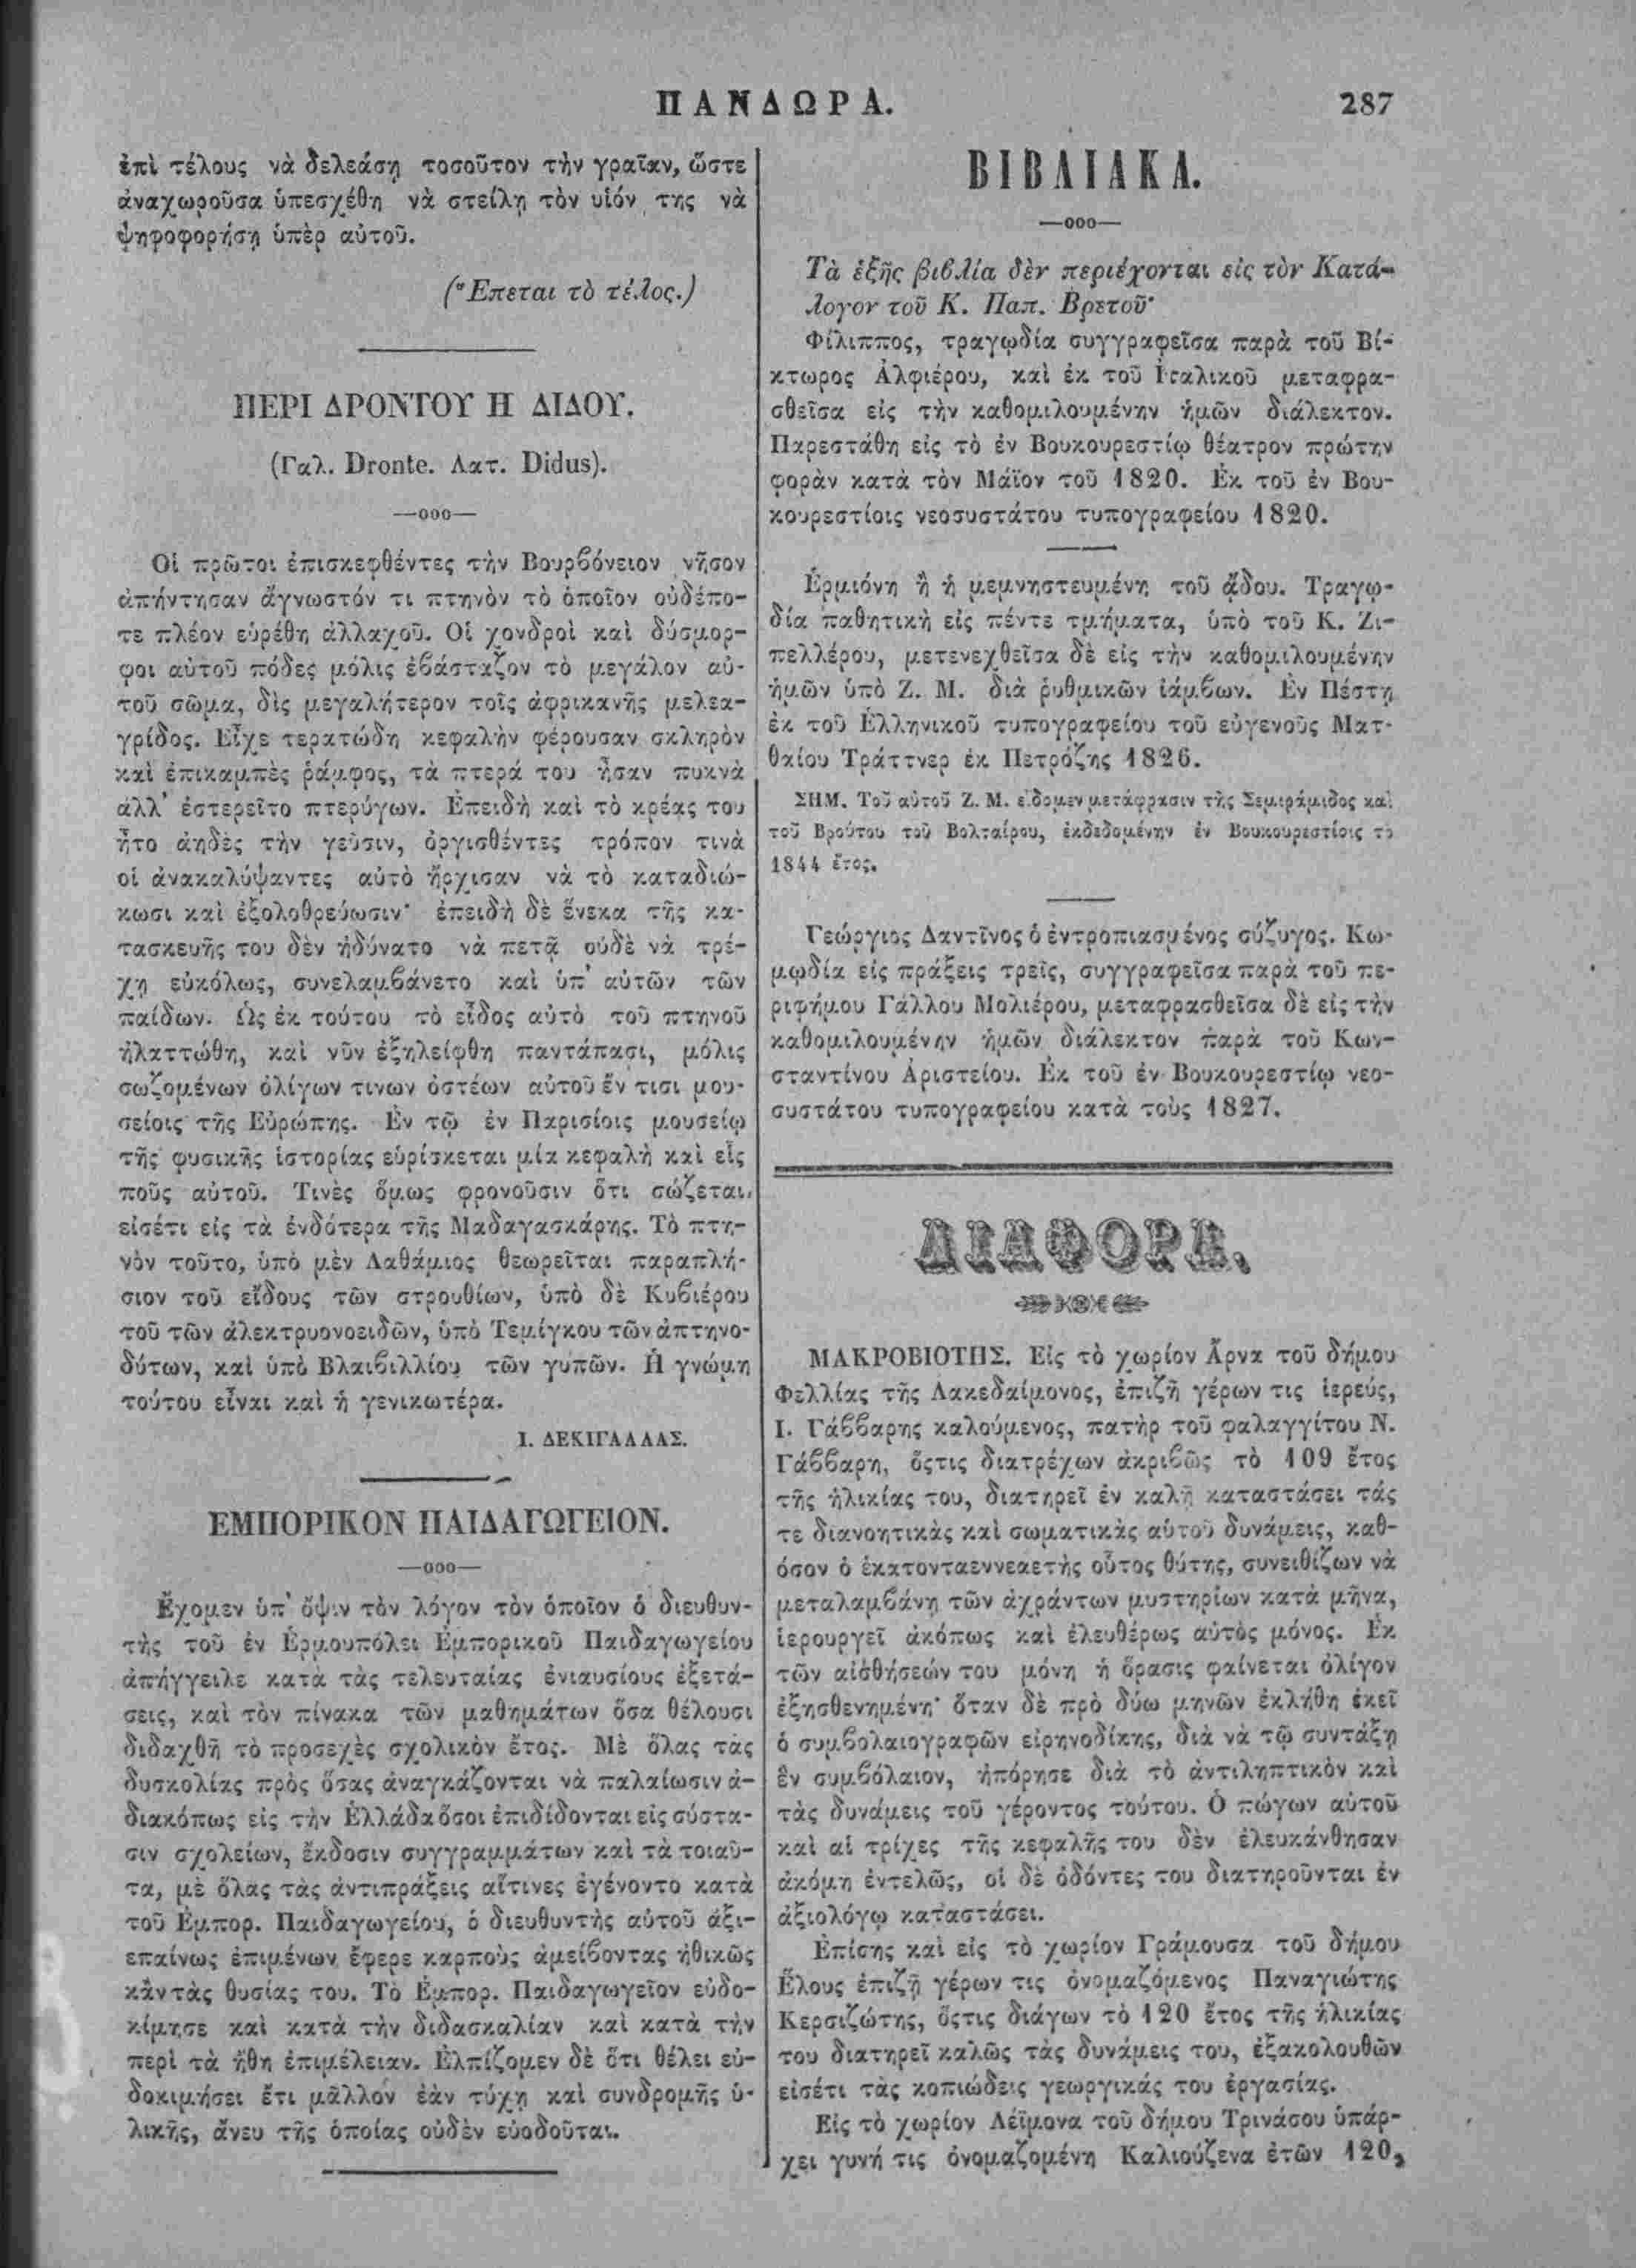 ΠΑΝΔΩΡΑ.
287
ἐπὶ τέλους νὰ δελεάσῃ τοσοῦτον τὴν γραῖαν, ὥστε
ἀναχωροῦσα ὑπεσχέθη νὰ στείλῃ τὸν υἱόν της νὰ
ψηφοφορήσῃ ὑπὲρ αὐτοῦ.
(Ἕπεται τὸ τέλος.)
ΠΕΡΙ ΔΡΟΝΤΟΥ Η ΔΙΔΟΥ.
(Γαλ. Dronte. Λατ. Didus).
—000—
Οἱ πρῶτοι ἐπισκεφθέντες τὴν Βουρβόνειον νῆσον
ἀπήντησαν ἄγνωστόν τι πτηνὸν τὸ ὁποῖον οὐδέπο-
τε πλέον εὑρέθη ἀλλαχοῦ. Οἱ χονδροὶ καὶ δύσμορ-
φοι αὐτοῦ πόδες μόλις ἐβάσταζον τὸ μεγάλον αὐ-
τοῦ σῶμα, δὶς μεγαλήτερον τοῖς ἀφρικανῆς μελεα-
γρίδος. Εἶχε τερατώδη κεφαλὴν φέρουσαν σκληρὸν
καὶ ἐπικαμπὲς ῥάμφος, τὰ πτερά του ἦσαν πυκνὰ
ἀλλ' ἐστερεῖτο πτερύγων. Ἐπειδὴ καὶ τὸ κρέας του
ἦτο ἀηδὲς τὴν γεῦσιν, ὀργισθέντες τρόπον τινὰ
οἱ ἀνακαλύψαντες αὐτὸ ἤρχισαν νὰ τὸ καταδιώ-
κωσι καὶ ἐξολοθρεύωσιν· ἐπειδὴ δὲ ἕνεκα τῆς κα-
τασκευῆς του δὲν ἠδύνατο νὰ πετᾷ οὐδὲ νὰ τρέ-
χῃ εὐκόλως, συνελαμβάνετο καὶ ὑπ' αὐτῶν τῶν
παίδων. Ὡς ἐκ τούτου τὸ εἶδος αὐτὸ τοῦ πτηνοῦ
ἠλαττώθη, καὶ νῦν ἐξηλείφθη παντάπασι, μόλις
σωζομένων ὀλίγων τινων ὀστέων αὐτοῦ ἔν τισι μου-
σείοις τῆς Εὐρώπης. Ἐν τῷ ἐν Παρισίοις μουσείῳ
τῆς φυσικῆς ἱστορίας εὑρίσκεται μία κεφαλὴ καὶ εἷς
ποῦς αὐτοῦ. Τινὲς ὅμως φρονοῦσιν ὅτι σώζεται
εἰσέτι εἰς τὰ ἐνδότερα τῆς Μαδαγασκάρης. Τὸ πτη-
νὸν τοῦτο, ὑπὸ μὲν Λαθάμιος θεωρεῖται παραπλή-
σιον τοῦ εἴδους τῶν στρουθίων, ὑπὸ δὲ Κυβιέρου
τοῦ τῶν ἀλεκτρυονοειδῶν, ὑπὸ Τεμίγκου τῶν ἀπτηνο-
δύτων, καὶ ὑπὸ Βλαιβιλλίου τῶν γυπῶν. Ἡ γνώμη
τούτου εἶναι καὶ ἡ γενικωτέρα.
Ι. ΔΕΚΙΓΑΛΛΑΣ.
ΕΜΠΟΡΙΚΟΝ ΠΑΙΔΑΓΩΓΕΙΟΝ.
—000—
Ἔχομεν ὑπ' ὄψιν τὸν λόγον τὸν ὁποῖον ὁ διευθυν-
τὴς τοῦ ἐν Ἑρμουπόλει Ἐμπορικοῦ Παιδαγωγείου
ἀπήγγειλε κατὰ τὰς τελευταίας ἐνιαυσίους ἐξετά-
σεις, καὶ τὸν πίνακα τῶν μαθημάτων ὅσα θέλουσι
διδαχθῆ τὸ προσεχὲς σχολικὸν ἔτος. Μὲ ὅλας τὰς
δυσκολίας πρὸς ὅσας ἀναγκάζονται νὰ παλαίωσιν ἀ-
διακόπως εἰς τὴν Ἑλλάδα ὅσοι ἐπιδίδονται εἰς σύστα-
σιν σχολείων, ἔκδοσιν συγγραμμάτων καὶ τὰ τοιαῦ-
τα, μὲ ὅλας τὰς ἀντιπράξεις αἵτινες ἐγένοντο κατὰ
τοῦ Ἐμπορ. Παιδαγωγείου, ὁ διευθυντὴς αὐτοῦ ἀξι-
επαίνως ἐπιμένων ἔφερε καρποὺς ἀμείβοντας ἠθικῶς
κἂν τὰς θυσίας του. Τὸ Ἐμπορ. Παιδαγωγεῖον εὐδο-
κίμησε καὶ κατὰ τὴν διδασκαλίαν καὶ κατὰ τὴν
περὶ τὰ ἤθη ἐπιμέλειαν. Ἐλπίζομεν δὲ ὅτι θέλει εὐ-
δοκιμήσει ἔτι μᾶλλον ἐὰν τύχῃ καὶ συνδρομῆς ὑ-
λικῆς, ἄνευ τῆς ὁποίας οὐδὲν εὐοδοῦται.
ΒΙΒΛΙΑΚΑ.
—000—
Τὰ ἑξῆς βιβλία δὲν περιέχονται εἰς τὸν Κατά-
λογον τοῦ Κ. Παπ. Βρετοῦ·
Φίλιππος, τραγῳδία συγγραφεῖσα παρὰ τοῦ Βί-
κτωρος Ἀλφιέρου, καὶ ἐκ τοῦ Ἰταλικοῦ μεταφρα-
σθεῖσα εἰς τὴν καθομιλουμένην ἡμῶν διάλεκτον.
Παρεστάθη εἰς τὸ ἐν Βουκουρεστίῳ θέατρον πρώτην
φορὰν κατὰ τὸν Μάϊον τοῦ 1820. Ἐκ τοῦ ἐν Βου-
κουρεστίοις νεοσυστάτου τυπογραφείου 1820.
Ἑρμιόνη ἢ ἡ μεμνηστευμένη τοῦ ᾅδου. Τραγῳ-
δία παθητικὴ εἰς πέντε τμήματα, ὑπὸ τοῦ Κ. Ζι-
πελλέρου, μετενεχθεῖσα δὲ εἰς τὴν καθομιλουμένην
ἡμῶν ὑπὸ Ζ. Μ. διὰ ῥυθμικῶν ἰάμβων. Ἐν Πέστῃ
ἐκ τοῦ Ἑλληνικοῦ τυπογραφείου τοῦ εὐγενοῦς Ματ-
θαίου Τράττνερ ἐκ Πετρόζης 1826.
ΣΗΜ. Τοῦ αὐτοῦ Ζ. Μ. εἴδομεν μετάφρασιν τῆς Σεμιράμιδος καὶ
τοῦ Βρούτου τοῦ Βολταίρου, ἐκδεδομένην ἐν Βουκουρεστίοις τὸ
1844 ἔτος.
Γεώργιος Δαντῖνος ὁ ἐντροπιασμένος σύζυγος. Κω-
μῳδία εἰς πράξεις τρεῖς, συγγραφεῖσα παρὰ τοῦ πε-
ριφήμου Γάλλου Μολιέρου, μεταφρασθεῖσα δὲ εἰς τὴν
καθομιλουμένην ἡμῶν διάλεκτον παρὰ τοῦ Κων-
σταντίνου Ἀριστείου. Ἐκ τοῦ ἐν Βουκουρεστίῳ νεο-
συστάτου τυπογραφείου κατὰ τοὺς 1827.
ΔΙΑΦΟΡΑ.
ΜΑΚΡΟΒΙΟΤΗΣ. Εἰς τὸ χωρίον Ἄρνα τοῦ δήμου
Φελλίας τῆς Λακεδαίμονος, ἐπιζῆ γέρων τις ἱερεύς,
Ι. Γάββαρης καλούμενος, πατὴρ τοῦ φαλαγγίτου Ν.
Γάββαρη, ὅςτις διατρέχων ἀκριβῶς τὸ 109 ἔτος
τῆς ἡλικίας του, διατηρεῖ ἐν καλῇ καταστάσει τάς
τε διανοητικὰς καὶ σωματικὰς αὑτοῦ δυνάμεις, καθ-
όσον ὁ ἑκατονταεννεαετὴς οὗτος θύτης, συνειθίζων νὰ
μεταλαμβάνῃ τῶν ἀχράντων μυστηρίων κατὰ μῆνα,
ἱερουργεῖ ἀκόπως καὶ ἐλευθέρως αὐτὸς μόνος. Ἐκ
τῶν αἰσθήσεών του μόνη ἡ ὅρασις φαίνεται ὀλίγον
ἐξησθενημένη· ὅταν δὲ πρὸ δύω μηνῶν ἐκλήθη ἐκεῖ
ὁ συμβολαιογραφῶν εἰρηνοδίκης, διὰ νὰ τῷ συντάξῃ
ἓν συμβόλαιον, ἠπόρησε διὰ τὸ ἀντιληπτικὸν καὶ
τὰς δυνάμεις τοῦ γέροντος τούτου. Ὁ πώγων αὐτοῦ
καὶ αἱ τρίχες τῆς κεφαλῆς του δὲν ἐλευκάνθησαν
ἀκόμη ἐντελῶς, οἱ δὲ ὀδόντες του διατηροῦνται ἐν
ἀξιολόγῳ καταστάσει.
Ἐπίσης καὶ εἰς τὸ χωρίον Γράμουσα τοῦ δήμου
Ἕλους ἐπιζῇ γέρων τις ὀνομαζόμενος Παναγιώτης
Κερσιζώτης, ὅςτις διάγων τὸ 120 ἔτος τῆς ἡλικίας
του διατηρεῖ καλῶς τὰς δυνάμεις του, ἐξακολουθῶν
εἰσέτι τὰς κοπιώδεις γεωργικάς του ἐργασίας.
Εἰς τὸ χωρίον Λέϊμονα τοῦ δήμου Τρινάσου ὑπάρ-
χει γυνή τις ὀνομαζομένη Καλιούζενα ἐτῶν 120,